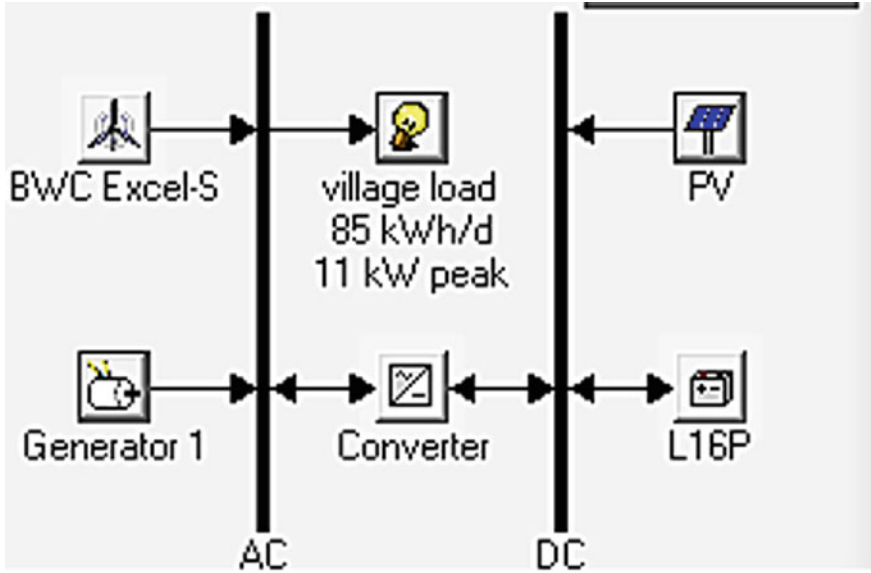 BWC Excel-S
village load
85 kWh/d
11 kW peak
PV
Generator 1
Converter
L16P
AC
DC